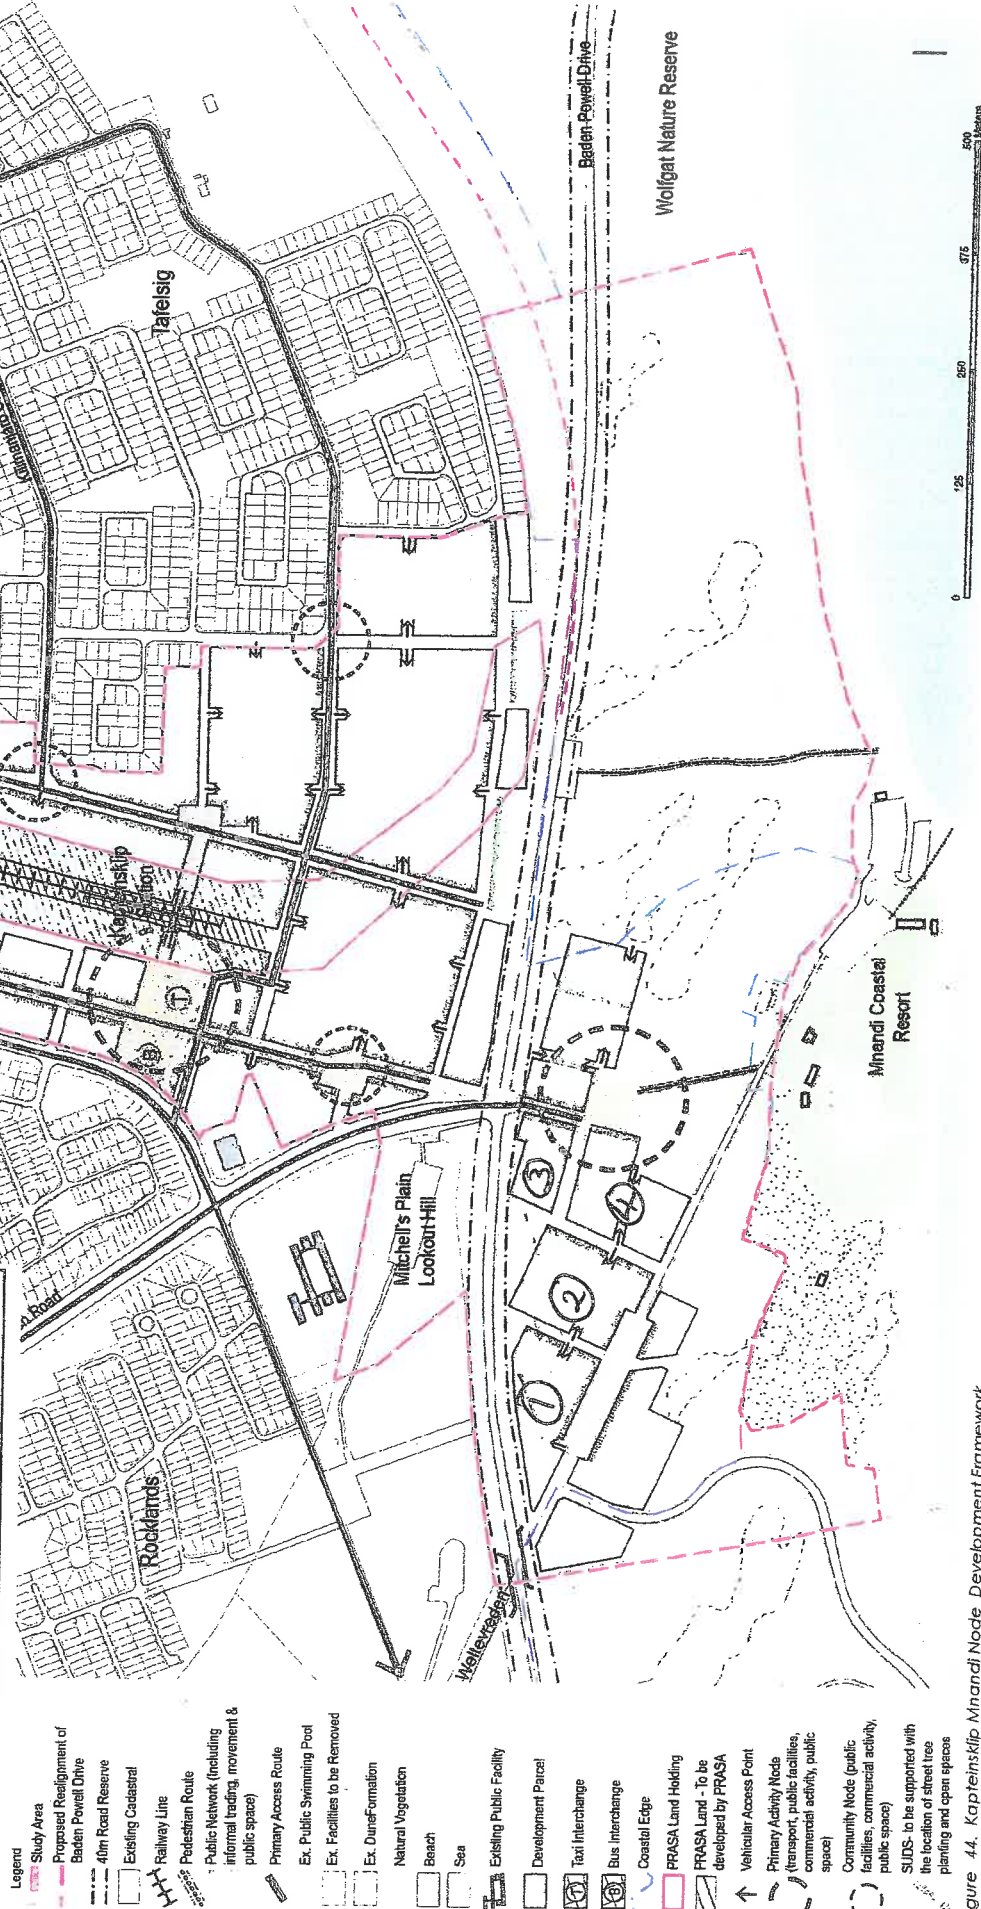 Legend
Study Area
Proposed Realignment of
Baden Powell Drive
40m Road Reserve
Existing Cadastral
Railway Line
Pedestrian Route
Public Network (including
informal trading, movement &
public space)
Primary Access Route
Ex. Public Swimming Pool
Ex. Facilities to be Removed
Ex. DuneFormation
Natural Vegetation
Beach
Sea
Existing Public Facility
Development Parcel
T
Taxi Interchange
B
Bus Interchange
Coastal Edge
PRASA Land Holding
PRASA Land - To be
developed by PRASA
Vehicular Access Point
Primary Activity Node
(transport, public facilities,
commercial activity, public
space)
Community Node (public
facilities, commercial activity,
public space)
SUDS- to be supported with
the location of street tree
planting and open spaces
Rocklands
Road
Mitchell's Plain
Lookout Hill
Weltevreden
Tafelsig
T
B
Baden Powell Drive
Wolfgat Nature Reserve
1
2
3
4
Mnandi Coastal
Resort
0
125
250
375
500
Meters
gure 44. Kapteinsklip Mnandi Node Development Framework